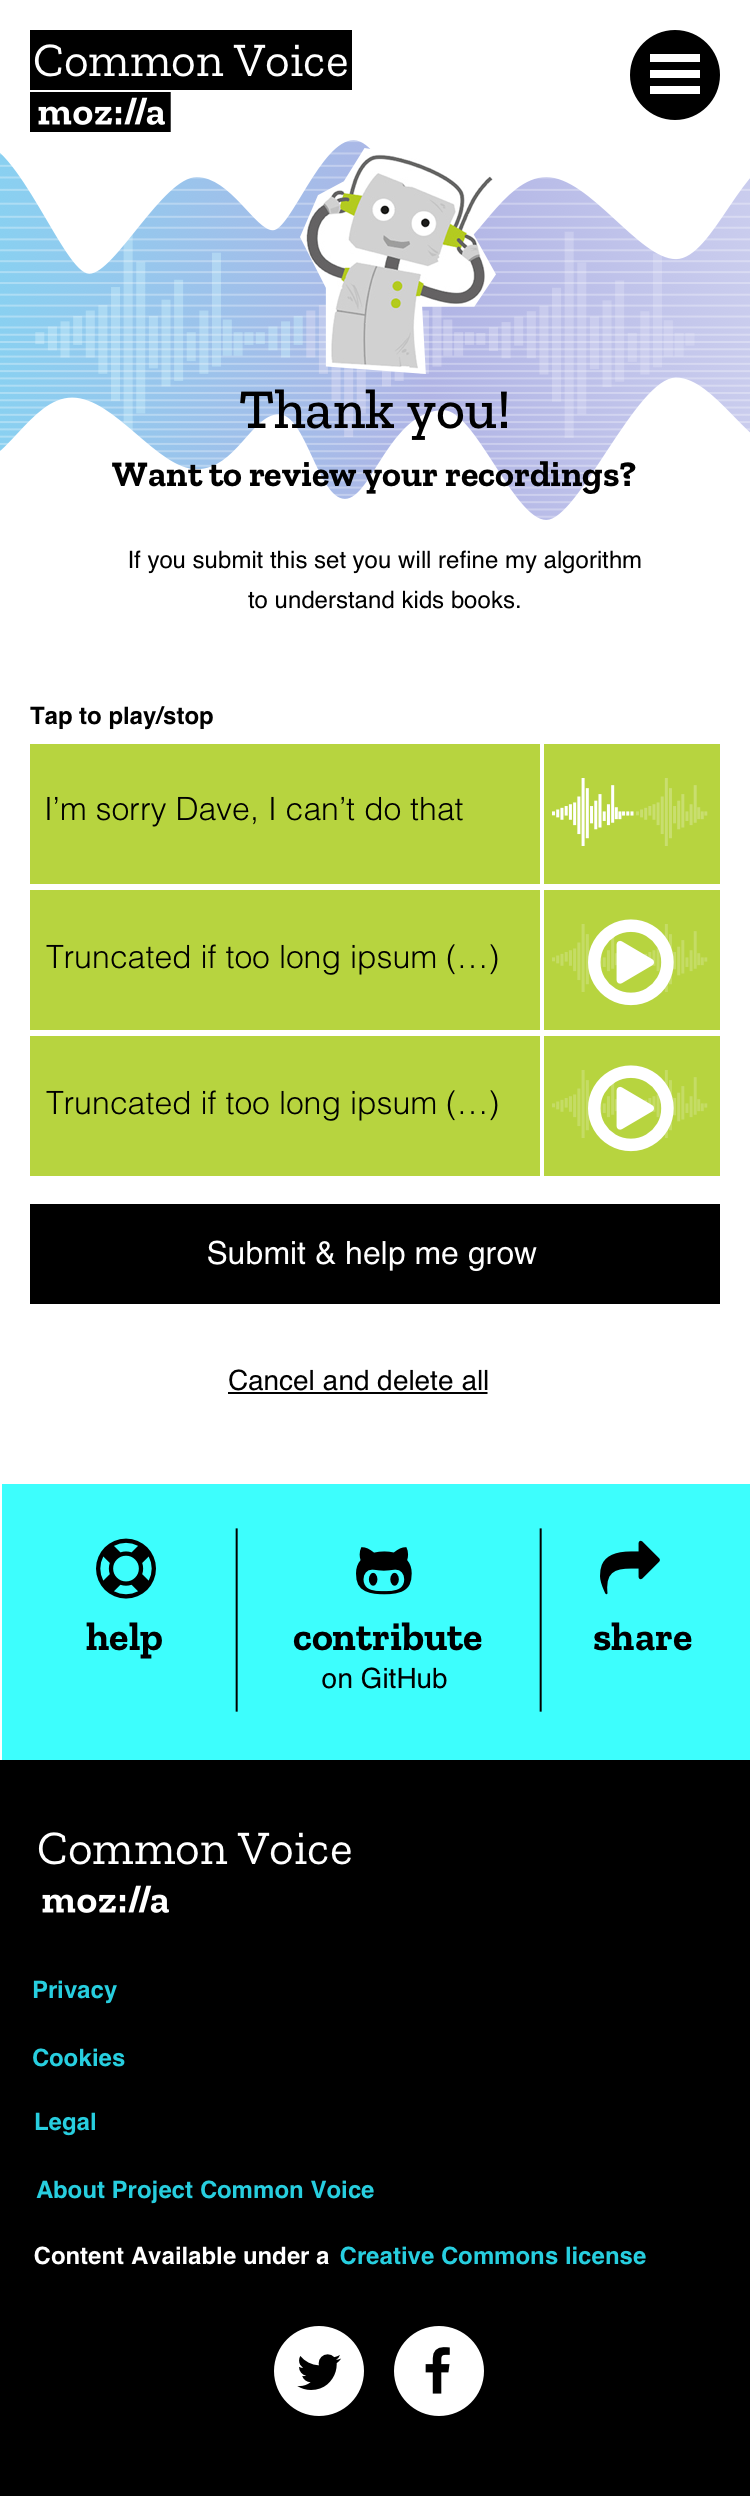 Common Voice
moz://a
Thank you!
Want to review your recordings?
If you submit this set you will refine my algorithm
to understand kids books.
Tap to play/stop
I’m sorry Dave, I can’t do that
Truncated if too long ipsum (…)
Truncated if too long ipsum (…)
Submit & help me grow
Cancel and delete all
help
contribute
on GitHub
share
Common Voice
moz://a
Privacy
Cookies
Legal
About Project Common Voice
Content Available under a Creative Commons license